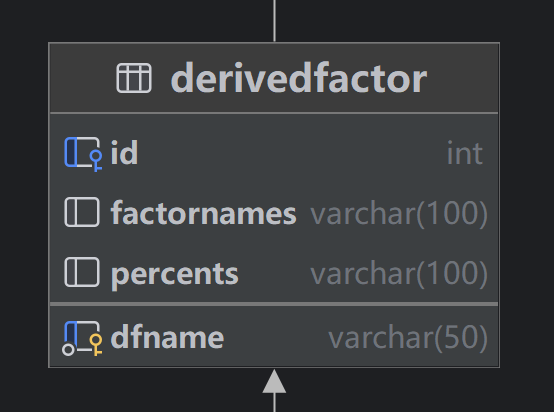 derivedfactor
id int
factornames varchar(100)
percents varchar(100)
dfname varchar(50)